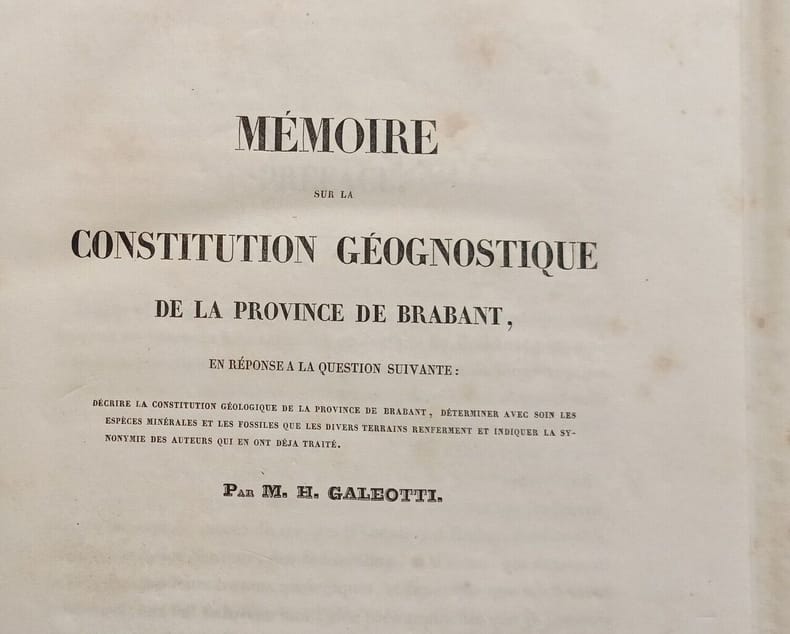 MÉMOIRE
SUR LA
CONSTITUTION GÉOGNOSTIQUE
DE LA PROVINCE DE BRABANT,
EN RÉPONSE A LA QUESTION SUIVANTE :
DÉCRIRE LA CONSTITUTION GÉOLOGIQUE DE LA PROVINCE DE BRABANT, DÉTERMINER AVEC SOIN LES
ESPÈCES MINÉRALES ET LES FOSSILES QUE LES DIVERS TERRAINS RENFERMENT ET INDIQUER LA SY-
NONYMIE DES AUTEURS QUI EN ONT DÉJA TRAITÉ.
PAR M. H. GALEOTTI.